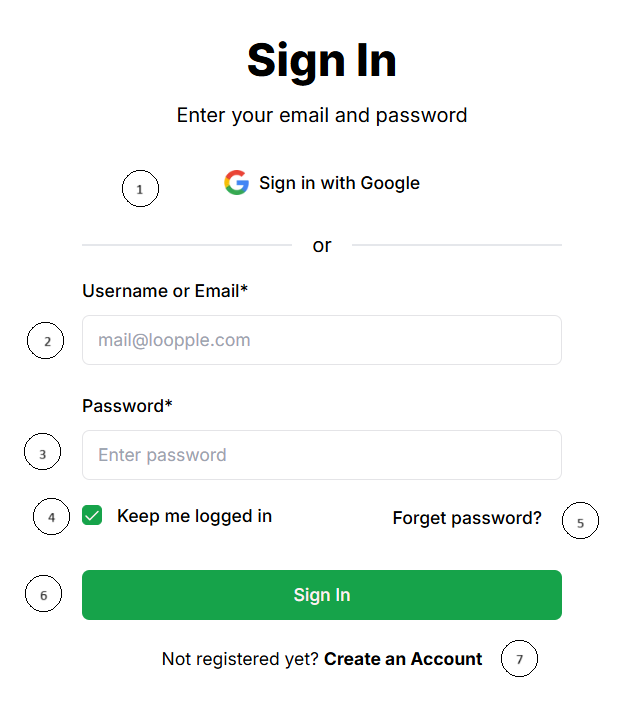 Sign In
Enter your email and password
1
Sign in with Google
or
Username or Email*
2
mail@loopple.com
Password*
3
Enter password
4
Keep me logged in
Forget password?
5
6
Sign In
Not registered yet? Create an Account
7